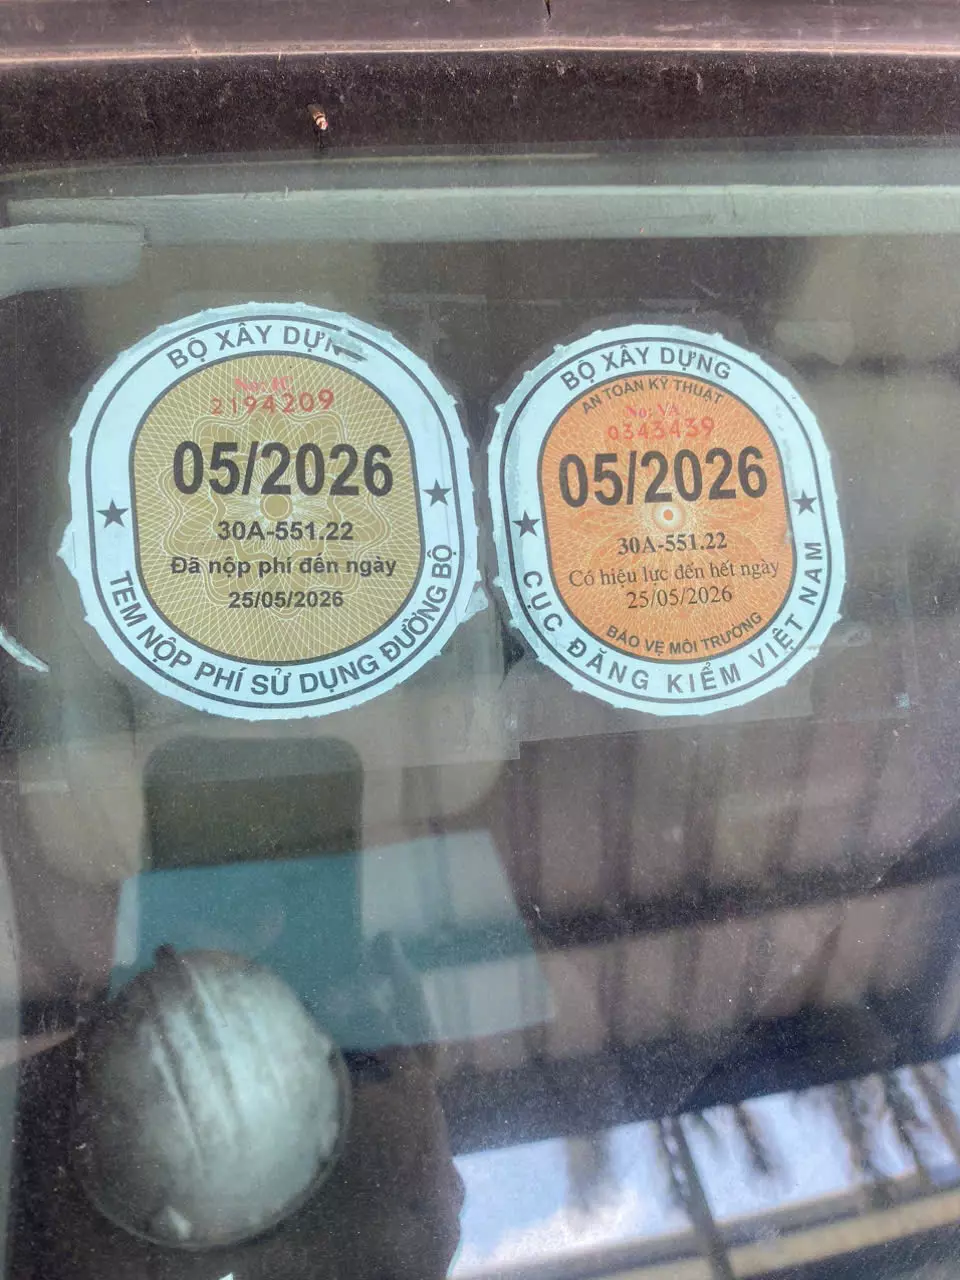 BỘ XÂY DỰNG
2194209
05/2026
30A-551.22
Đã nộp phí đến ngày
25/05/2026
TEM NỘP PHÍ SỬ DỤNG ĐƯỜNG BỘ
BỘ XÂY DỰNG
AN TOÀN KỸ THUẬT
No: VA
0343439
05/2026
30A-551.22
Có hiệu lực đến hết ngày
25/05/2026
BẢO VỆ MÔI TRƯỜNG
CỤC ĐĂNG KIỂM VIỆT NAM